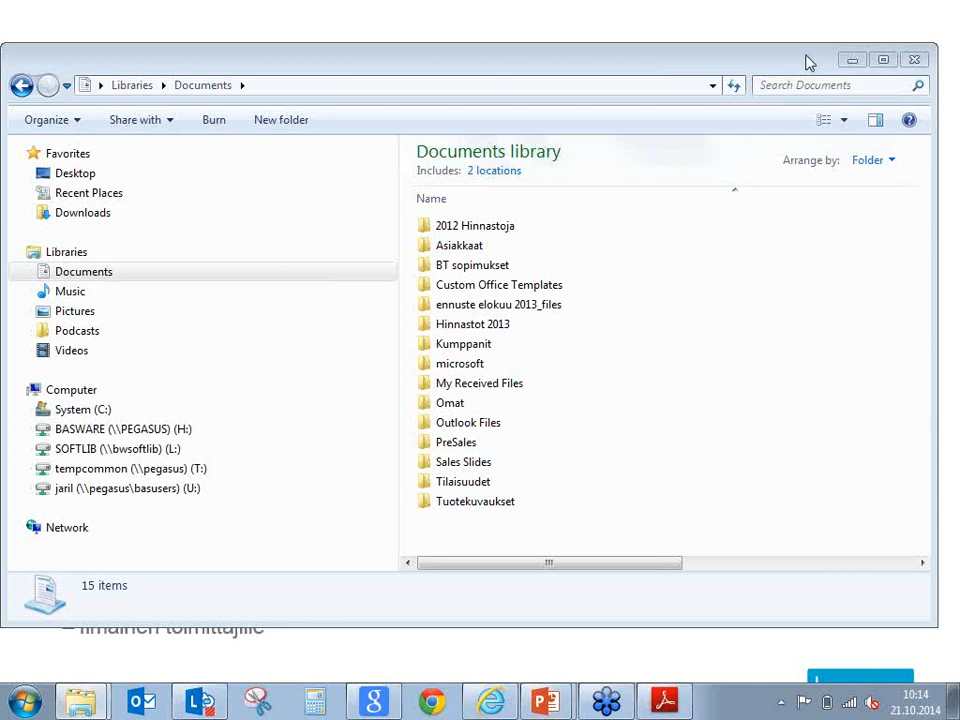 Libraries
Documents
Search Documents
Organize
Share with
Burn
New folder
Favorites
Desktop
Recent Places
Downloads
Libraries
Documents
Music
Pictures
Podcasts
Videos
Computer
System (C:)
BASWARE (\\PEGASUS) (H:)
SOFTLIB (\\bwsoftlib) (L:)
tempcommon (\\pegasus) (T:)
jaril (\\pegasus\basusers) (U:)
Network
Documents library
Includes: 2 locations
Arrange by: Folder
Name
2012 Hinnastoja
Asiakkaat
BT sopimukset
Custom Office Templates
ennuste elokuu 2013_files
Hinnastot 2013
Kumppanit
microsoft
My Received Files
Omat
Outlook Files
PreSales
Sales Slides
Tilaisuudet
Tuotekuvaukset
15 items
– Ilmainen toimittajille
10:14
21.10.2014